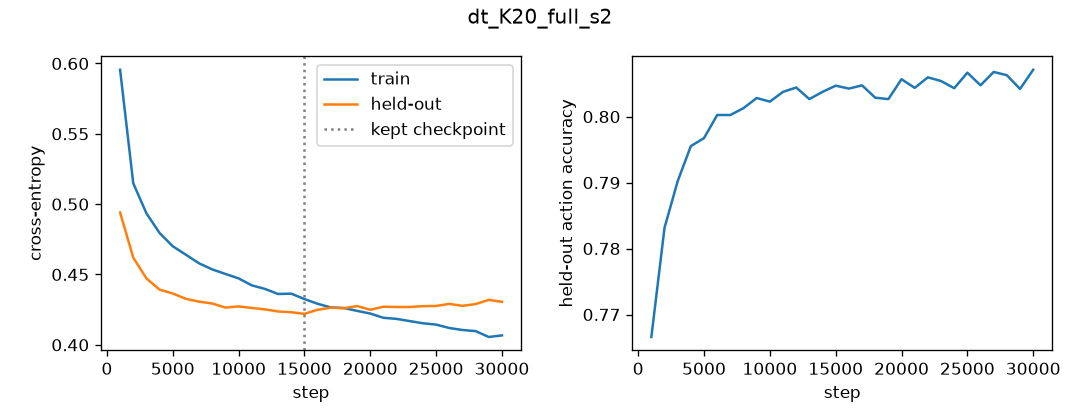 dt_K20_full_s2
0.60
0.55
0.50
0.45
0.40
cross-entropy
train
held-out
kept checkpoint
0 5000 10000 15000 20000 25000 30000
step
0.80
0.79
0.78
0.77
held-out action accuracy
0 5000 10000 15000 20000 25000 30000
step